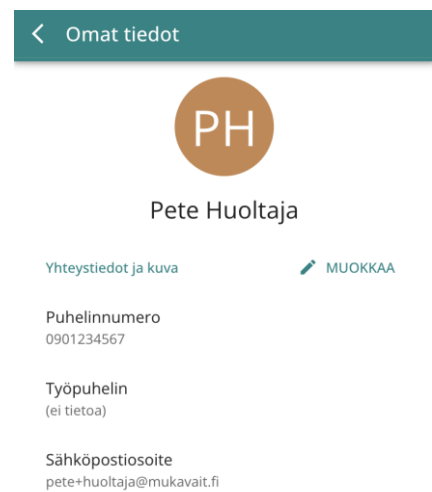 Omat tiedot
PH
Pete Huoltaja
Yhteystiedot ja kuva MUOKKAA
Puhelinnumero
0901234567
Työpuhelin
(ei tietoa)
Sähköpostiosoite
pete+huoltaja@mukavait.fi